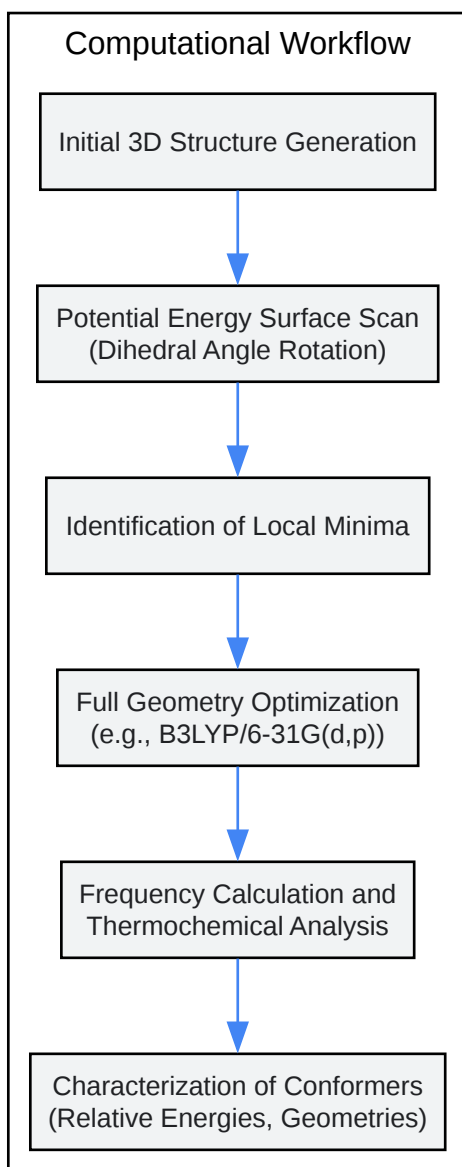 Computational Workflow
Initial 3D Structure Generation
Potential Energy Surface Scan
(Dihedral Angle Rotation)
Identification of Local Minima
Full Geometry Optimization
(e.g., B3LYP/6-31G(d,p))
Frequency Calculation and
Thermochemical Analysis
Characterization of Conformers
(Relative Energies, Geometries)